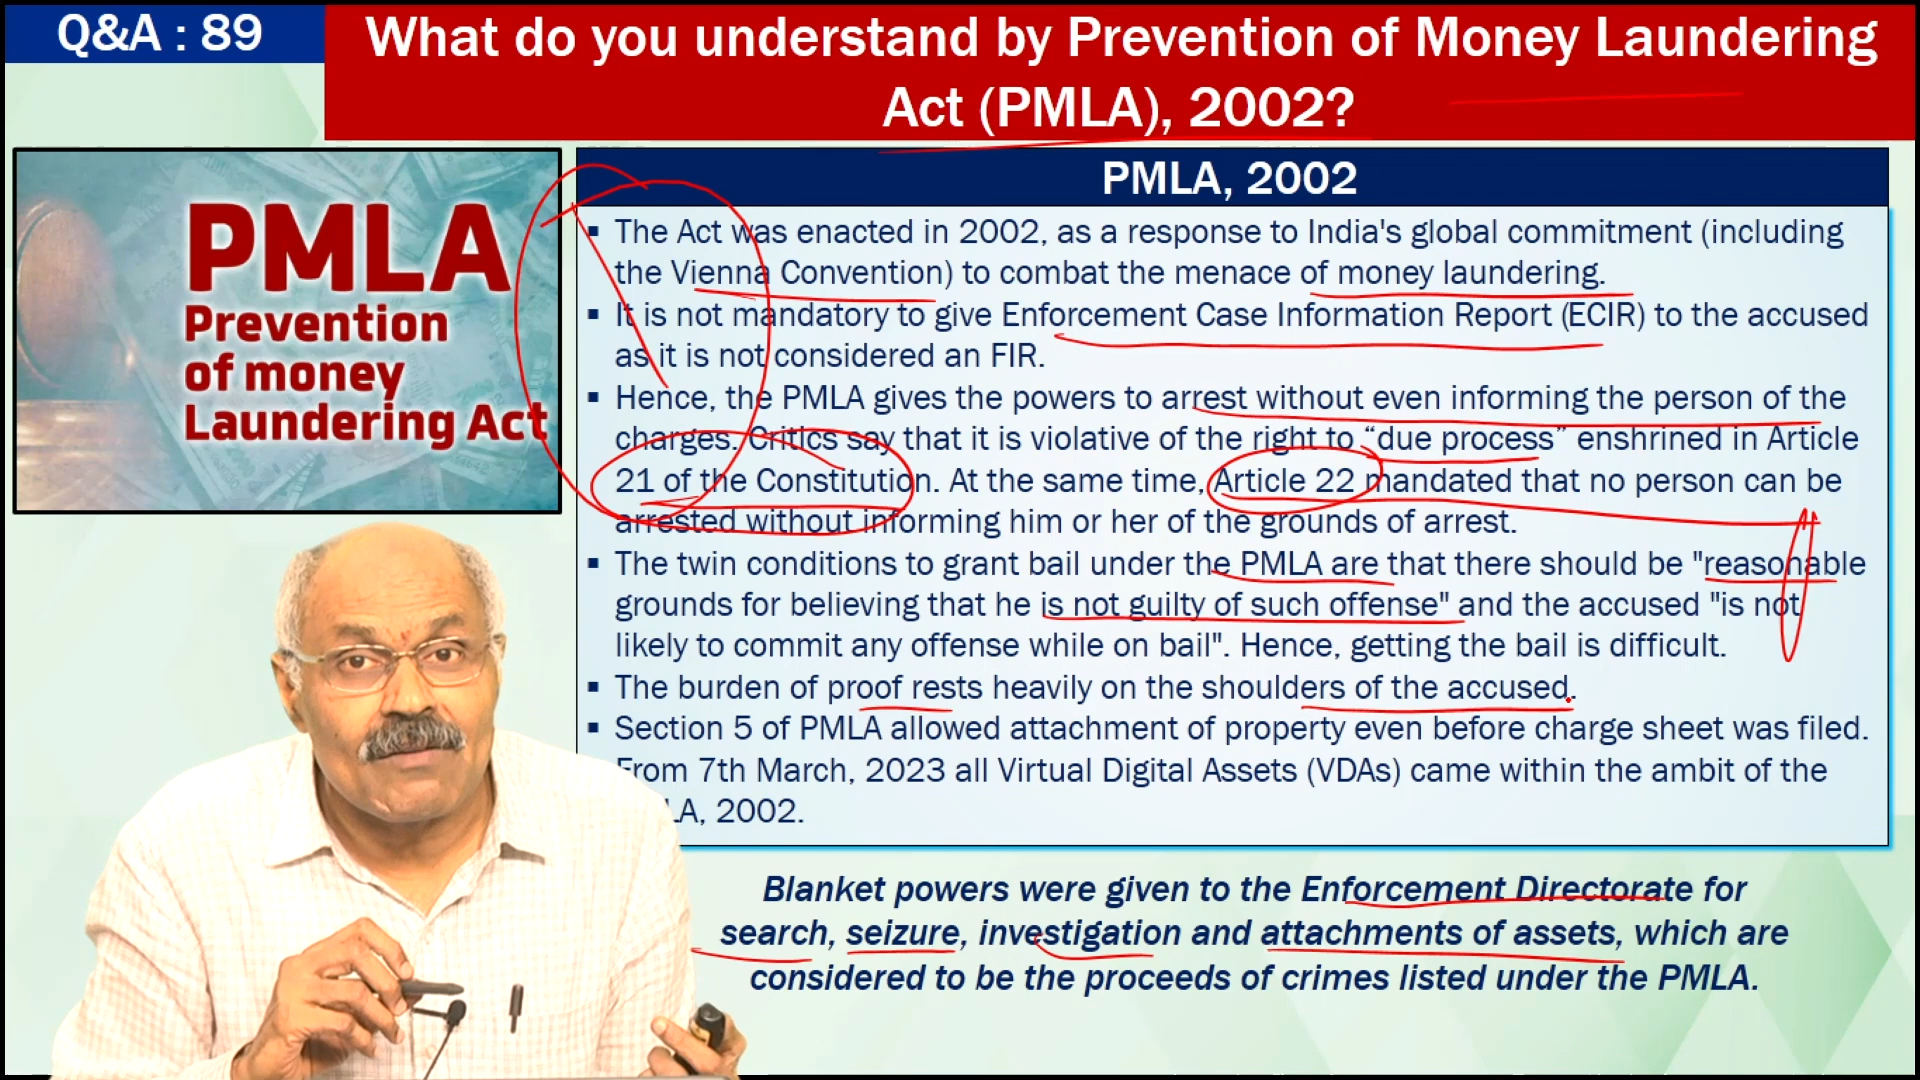 Q&A : 89
What do you understand by Prevention of Money Laundering
Act (PMLA), 2002?
PMLA
Prevention
of money
Laundering Act
PMLA, 2002
▪ The Act was enacted in 2002, as a response to India's global commitment (including
the Vienna Convention) to combat the menace of money laundering.
▪ It is not mandatory to give Enforcement Case Information Report (ECIR) to the accused
as it is not considered an FIR.
▪ Hence, the PMLA gives the powers to arrest without even informing the person of the
charges. Critics say that it is violative of the right to “due process” enshrined in Article
21 of the Constitution. At the same time, Article 22 mandated that no person can be
arrested without informing him or her of the grounds of arrest.
▪ The twin conditions to grant bail under the PMLA are that there should be "reasonable
grounds for believing that he is not guilty of such offense" and the accused "is not
likely to commit any offense while on bail". Hence, getting the bail is difficult.
▪ The burden of proof rests heavily on the shoulders of the accused.
▪ Section 5 of PMLA allowed attachment of property even before charge sheet was filed.
From 7th March, 2023 all Virtual Digital Assets (VDAs) came within the ambit of the
LA, 2002.
Blanket powers were given to the Enforcement Directorate for
search, seizure, investigation and attachments of assets, which are
considered to be the proceeds of crimes listed under the PMLA.